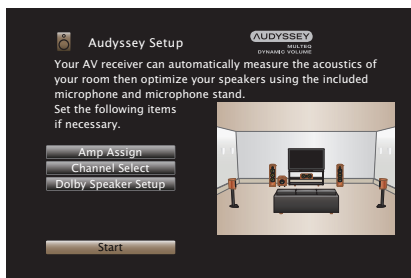 Audyssey Setup
AUDYSSEY
MULTEQ
DYNAMIC VOLUME
Your AV receiver can automatically measure the acoustics of
your room then optimize your speakers using the included
microphone and microphone stand.
Set the following items
if necessary.
Amp Assign
Channel Select
Dolby Speaker Setup
Start